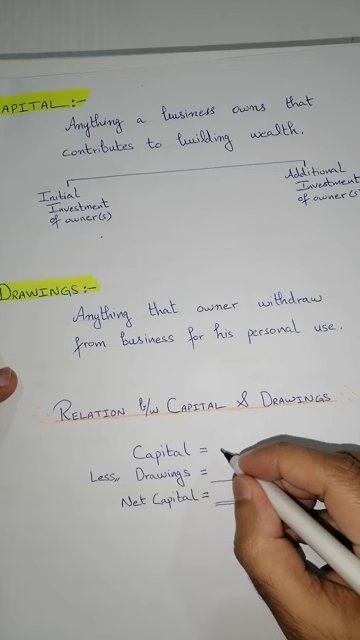 APITAL:-
Anything a business owns that
contributes to building wealth.
Initial
Investment
of owner(s)
Additional
Investment
of owner(s)
DRAWINGS:-
Anything that owner withdraw
from business for his personal use.
RELATION b/w CAPITAL & DRAWINGS
Capital =
Less,, Drawings =
Net Capital =